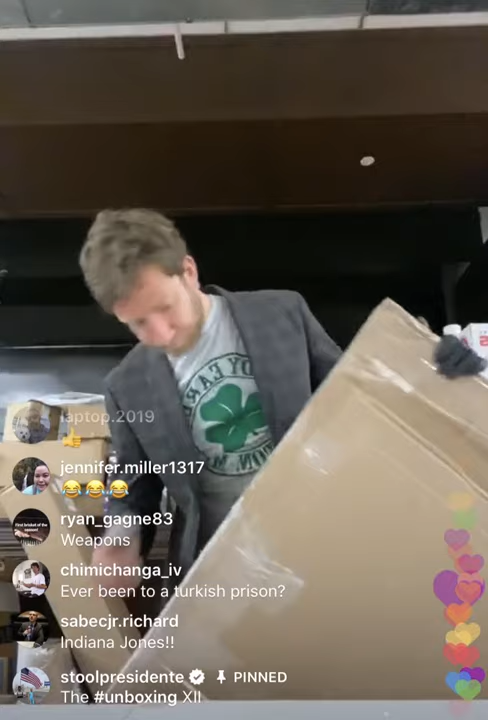 laptop.2019
👍
jennifer.miller1317
😂😂😂
ryan_gagne83
Weapons
chimichanga_iv
Ever been to a turkish prison?
sabecjr.richard
Indiana Jones!!
stoolpresidente PINNED
The #unboxing XII